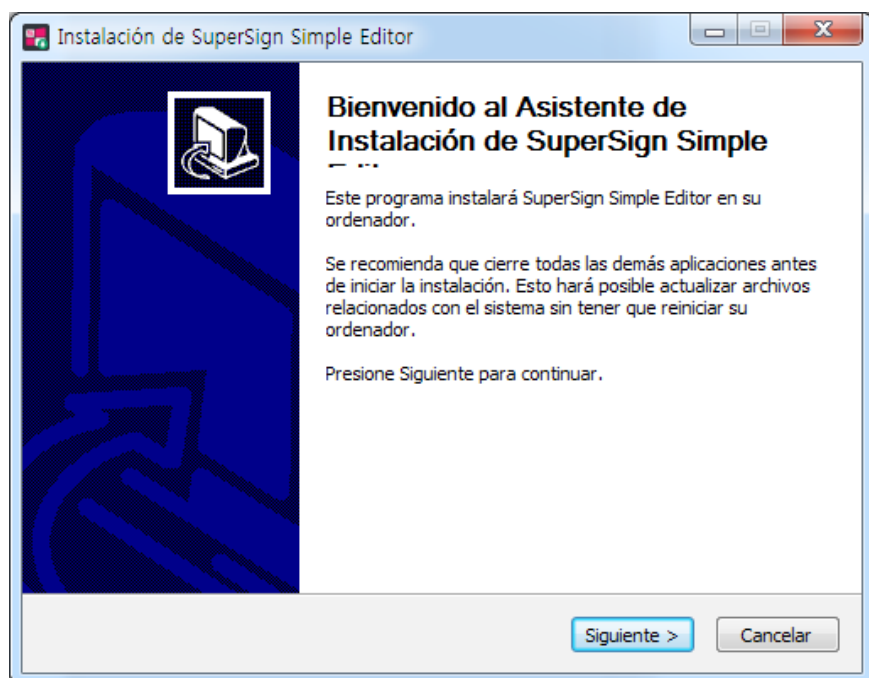 Instalación de SuperSign Simple Editor
Bienvenido al Asistente de
Instalación de SuperSign Simple
Este programa instalará SuperSign Simple Editor en su
ordenador.
Se recomienda que cierre todas las demás aplicaciones antes
de iniciar la instalación. Esto hará posible actualizar archivos
relacionados con el sistema sin tener que reiniciar su
ordenador.
Presione Siguiente para continuar.
Siguiente >
Cancelar